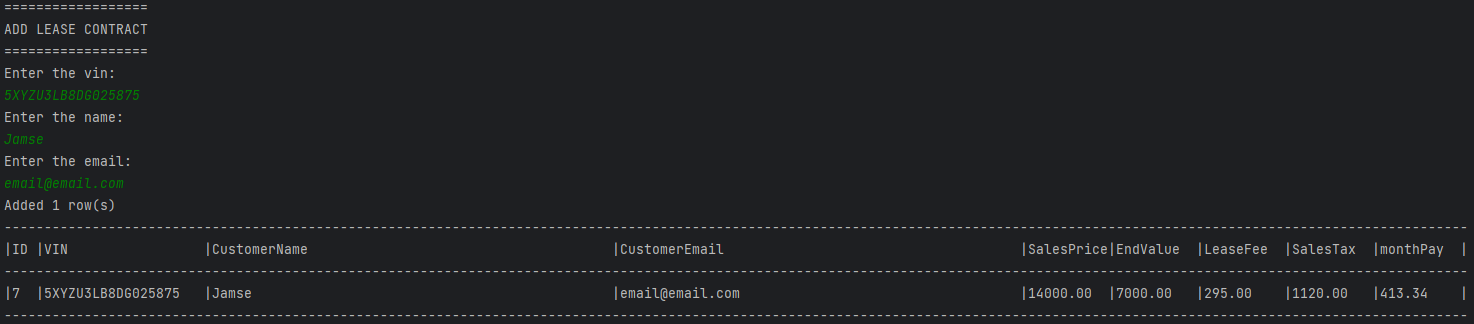 ==================
ADD LEASE CONTRACT
==================
Enter the vin:
5XYZU3LB8DG025875
Enter the name:
Jamse
Enter the email:
email@email.com
Added 1 row(s)
|ID |VIN |CustomerName |CustomerEmail |SalesPrice|EndValue |LeaseFee |SalesTax |monthPay |
|7 |5XYZU3LB8DG025875 |Jamse |email@email.com |14000.00 |7000.00 |295.00 |1120.00 |413.34 |